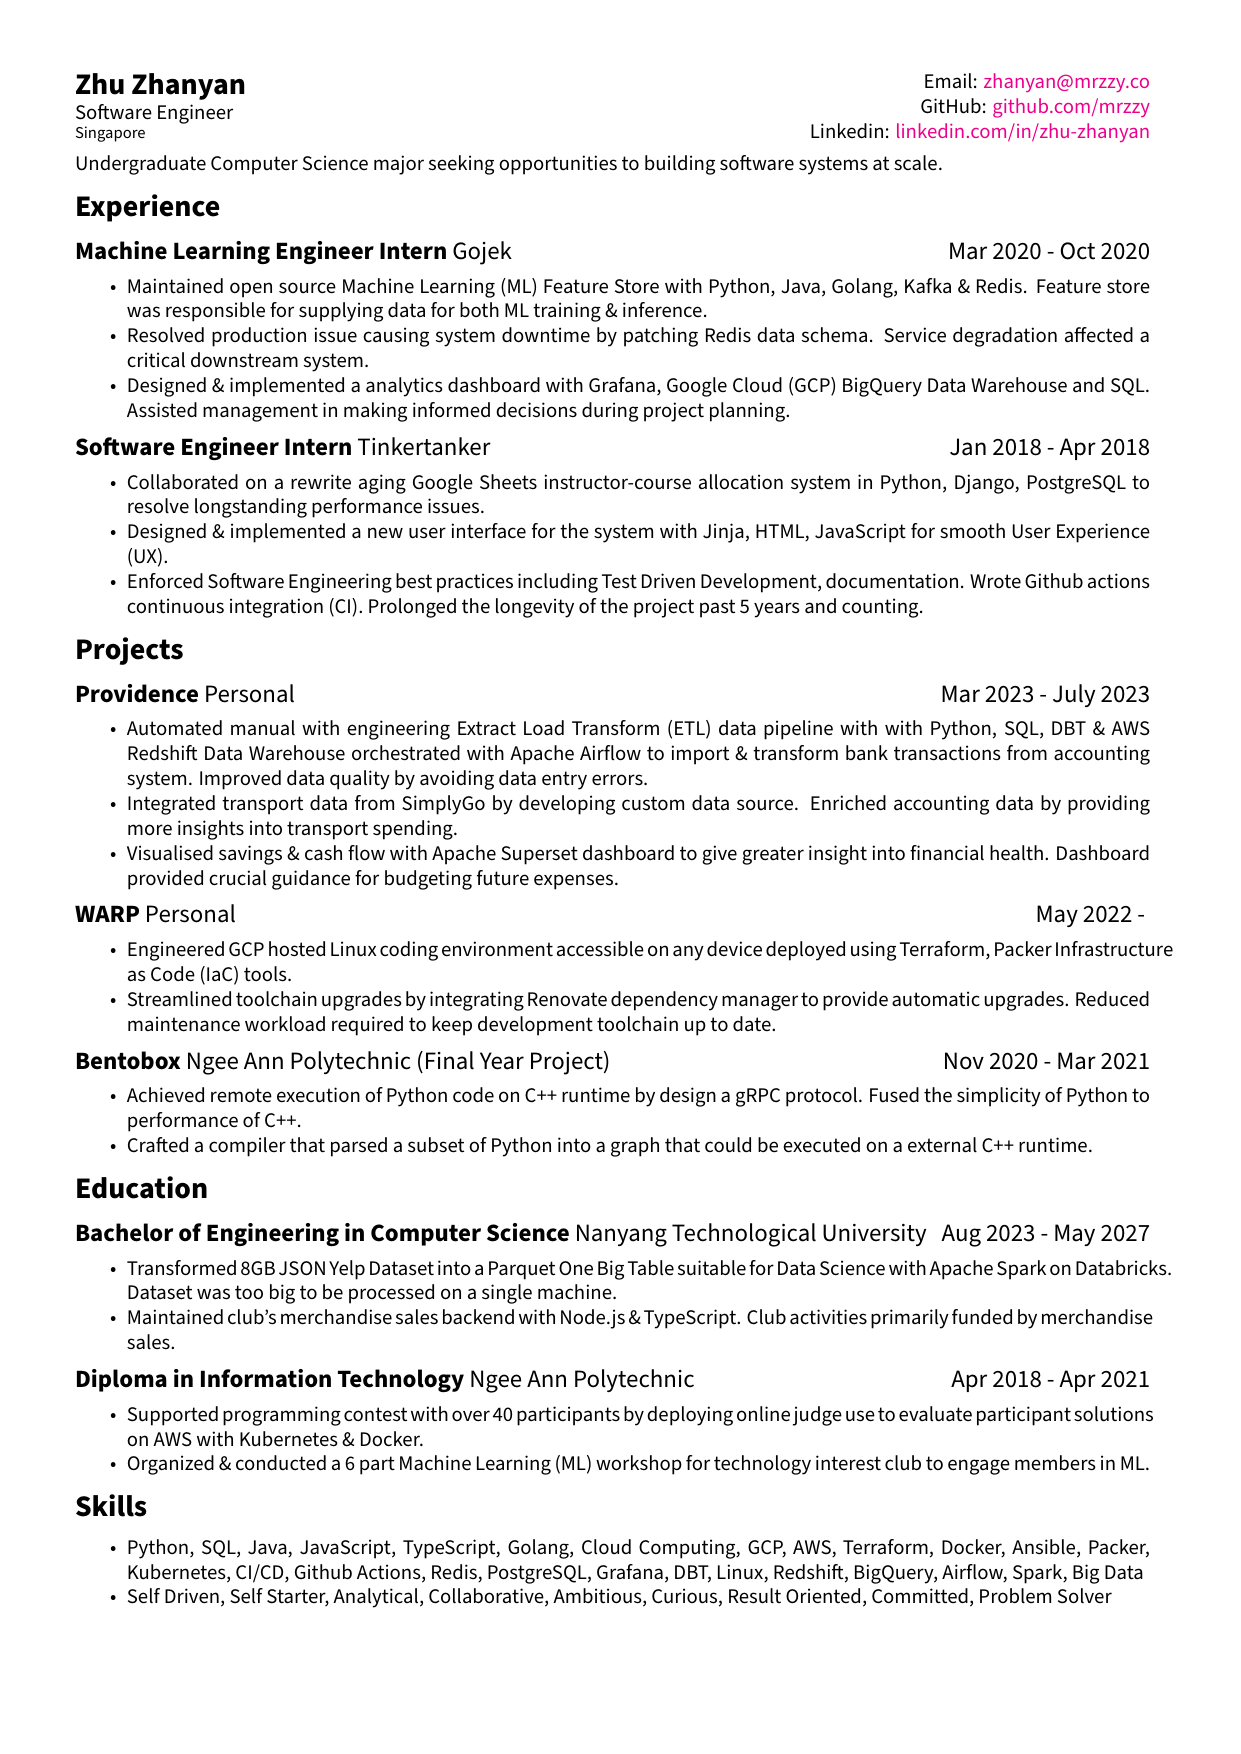 Zhu Zhanyan
Software Engineer
Singapore
Email: zhanyan@mrzzy.co
GitHub: github.com/mrzzy
Linkedin: linkedin.com/in/zhu-zhanyan
Undergraduate Computer Science major seeking opportunities to building software systems at scale.
Experience
Machine Learning Engineer Intern Gojek Mar 2020 - Oct 2020
• Maintained open source Machine Learning (ML) Feature Store with Python, Java, Golang, Kafka & Redis. Feature store
was responsible for supplying data for both ML training & inference.
• Resolved production issue causing system downtime by patching Redis data schema. Service degradation affected a
critical downstream system.
• Designed & implemented a analytics dashboard with Grafana, Google Cloud (GCP) BigQuery Data Warehouse and SQL.
Assisted management in making informed decisions during project planning.
Software Engineer Intern Tinkertanker Jan 2018 - Apr 2018
• Collaborated on a rewrite aging Google Sheets instructor-course allocation system in Python, Django, PostgreSQL to
resolve longstanding performance issues.
• Designed & implemented a new user interface for the system with Jinja, HTML, JavaScript for smooth User Experience
(UX).
• Enforced Software Engineering best practices including Test Driven Development, documentation. Wrote Github actions
continuous integration (CI). Prolonged the longevity of the project past 5 years and counting.
Projects
Providence Personal Mar 2023 - July 2023
• Automated manual with engineering Extract Load Transform (ETL) data pipeline with with Python, SQL, DBT & AWS
Redshift Data Warehouse orchestrated with Apache Airflow to import & transform bank transactions from accounting
system. Improved data quality by avoiding data entry errors.
• Integrated transport data from SimplyGo by developing custom data source. Enriched accounting data by providing
more insights into transport spending.
• Visualised savings & cash flow with Apache Superset dashboard to give greater insight into financial health. Dashboard
provided crucial guidance for budgeting future expenses.
WARP Personal May 2022 -
• Engineered GCP hosted Linux coding environment accessible on any device deployed using Terraform, Packer Infrastructure
as Code (IaC) tools.
• Streamlined toolchain upgrades by integrating Renovate dependency manager to provide automatic upgrades. Reduced
maintenance workload required to keep development toolchain up to date.
Bentobox Ngee Ann Polytechnic (Final Year Project) Nov 2020 - Mar 2021
• Achieved remote execution of Python code on C++ runtime by design a gRPC protocol. Fused the simplicity of Python to
performance of C++.
• Crafted a compiler that parsed a subset of Python into a graph that could be executed on a external C++ runtime.
Education
Bachelor of Engineering in Computer Science Nanyang Technological University Aug 2023 - May 2027
• Transformed 8GB JSON Yelp Dataset into a Parquet One Big Table suitable for Data Science with Apache Spark on Databricks.
Dataset was too big to be processed on a single machine.
• Maintained club’s merchandise sales backend with Node.js & TypeScript. Club activities primarily funded by merchandise
sales.
Diploma in Information Technology Ngee Ann Polytechnic Apr 2018 - Apr 2021
• Supported programming contest with over 40 participants by deploying online judge use to evaluate participant solutions
on AWS with Kubernetes & Docker.
• Organized & conducted a 6 part Machine Learning (ML) workshop for technology interest club to engage members in ML.
Skills
• Python, SQL, Java, JavaScript, TypeScript, Golang, Cloud Computing, GCP, AWS, Terraform, Docker, Ansible, Packer,
Kubernetes, CI/CD, Github Actions, Redis, PostgreSQL, Grafana, DBT, Linux, Redshift, BigQuery, Airflow, Spark, Big Data
• Self Driven, Self Starter, Analytical, Collaborative, Ambitious, Curious, Result Oriented, Committed, Problem Solver